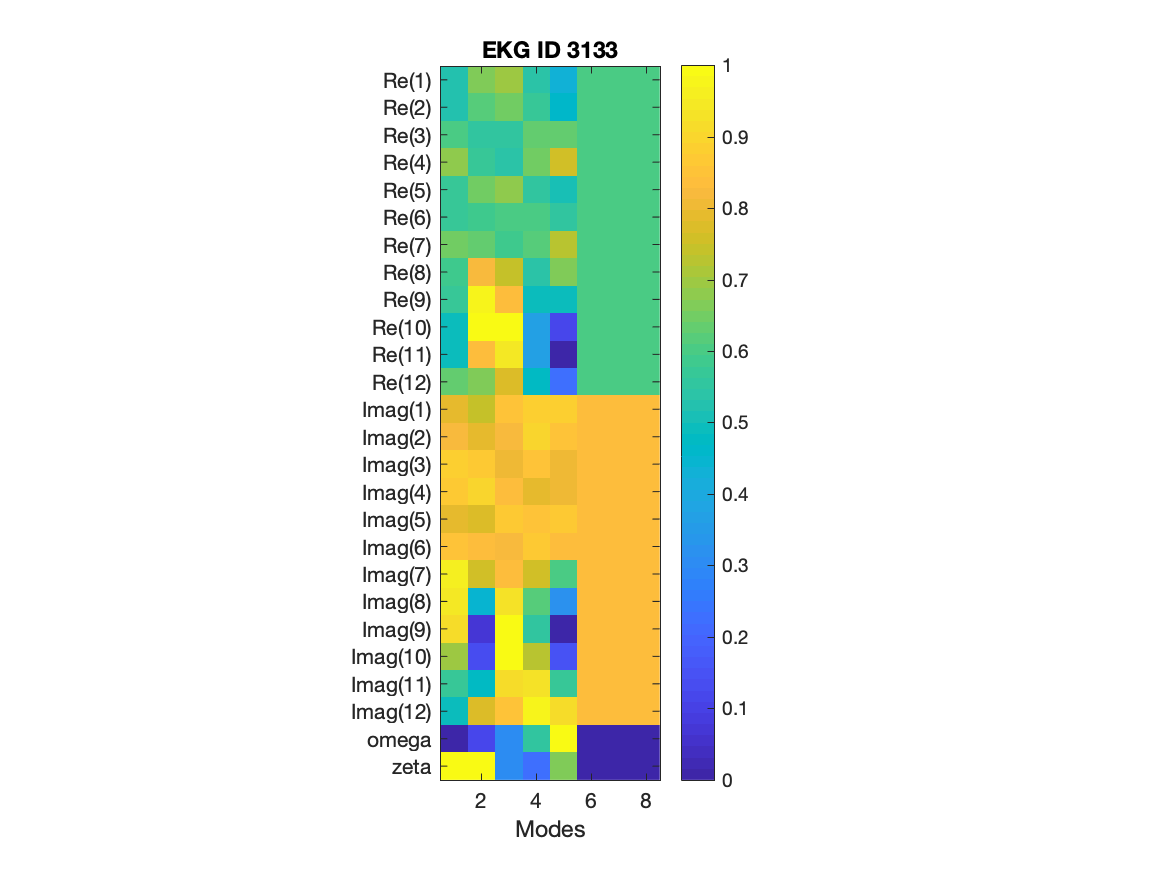 EKG ID 3133
Re(1)
Re(2)
Re(3)
Re(4)
Re(5)
Re(6)
Re(7)
Re(8)
Re(9)
Re(10)
Re(11)
Re(12)
Imag(1)
Imag(2)
Imag(3)
Imag(4)
Imag(5)
Imag(6)
Imag(7)
Imag(8)
Imag(9)
Imag(10)
Imag(11)
Imag(12)
omega
zeta
2 4 6 8
Modes
1
0.9
0.8
0.7
0.6
0.5
0.4
0.3
0.2
0.1
0